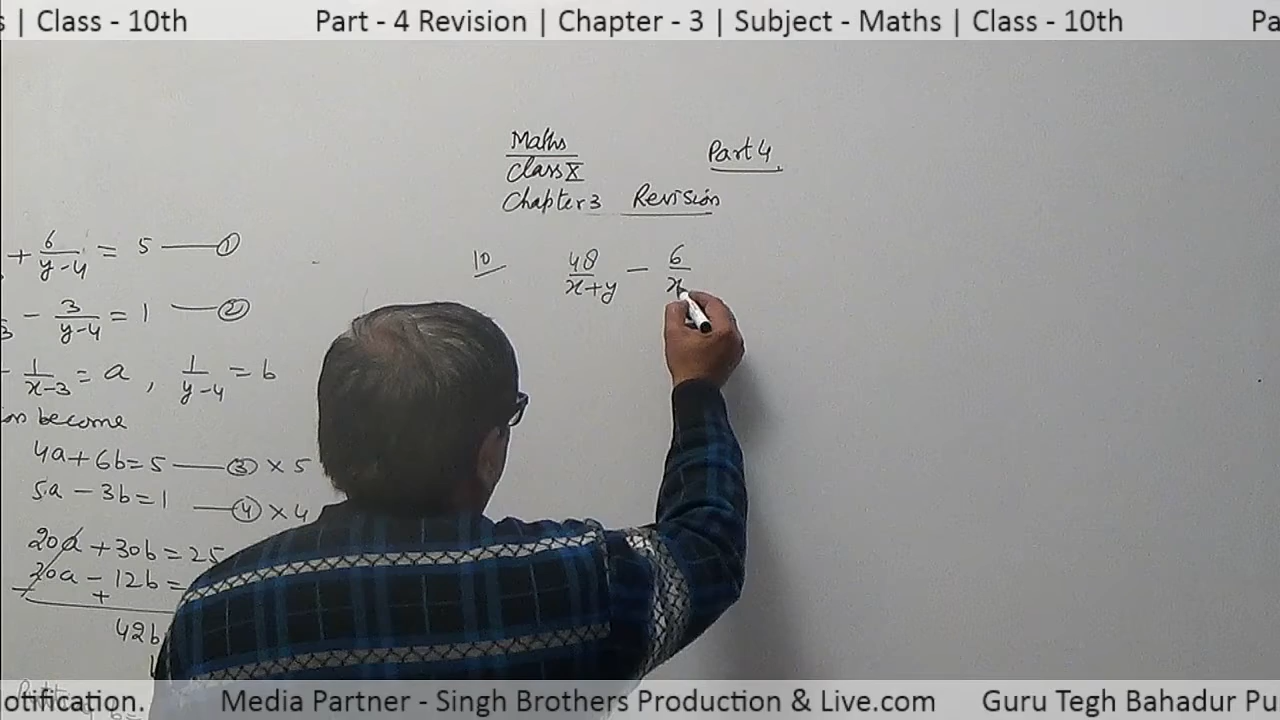 s | Class - 10th Part - 4 Revision | Chapter - 3 | Subject - Maths | Class - 10th Pa
Maths
Class X
Part 4
Chapter 3 Revision
+ 6/(y-4) = 5 —— ①
3 - 3/(y-4) = 1 —— ②
- 1/(x-3) = a , 1/(y-4) = b
on become
4a + 6b = 5 —— ③ × 5
5a - 3b = 1 —— ④ × 4
20a + 30b = 25
20a - 12b =
- +
42b
10 48/(x+y) - 6/x
otification. Media Partner - Singh Brothers Production & Live.com Guru Tegh Bahadur Pu